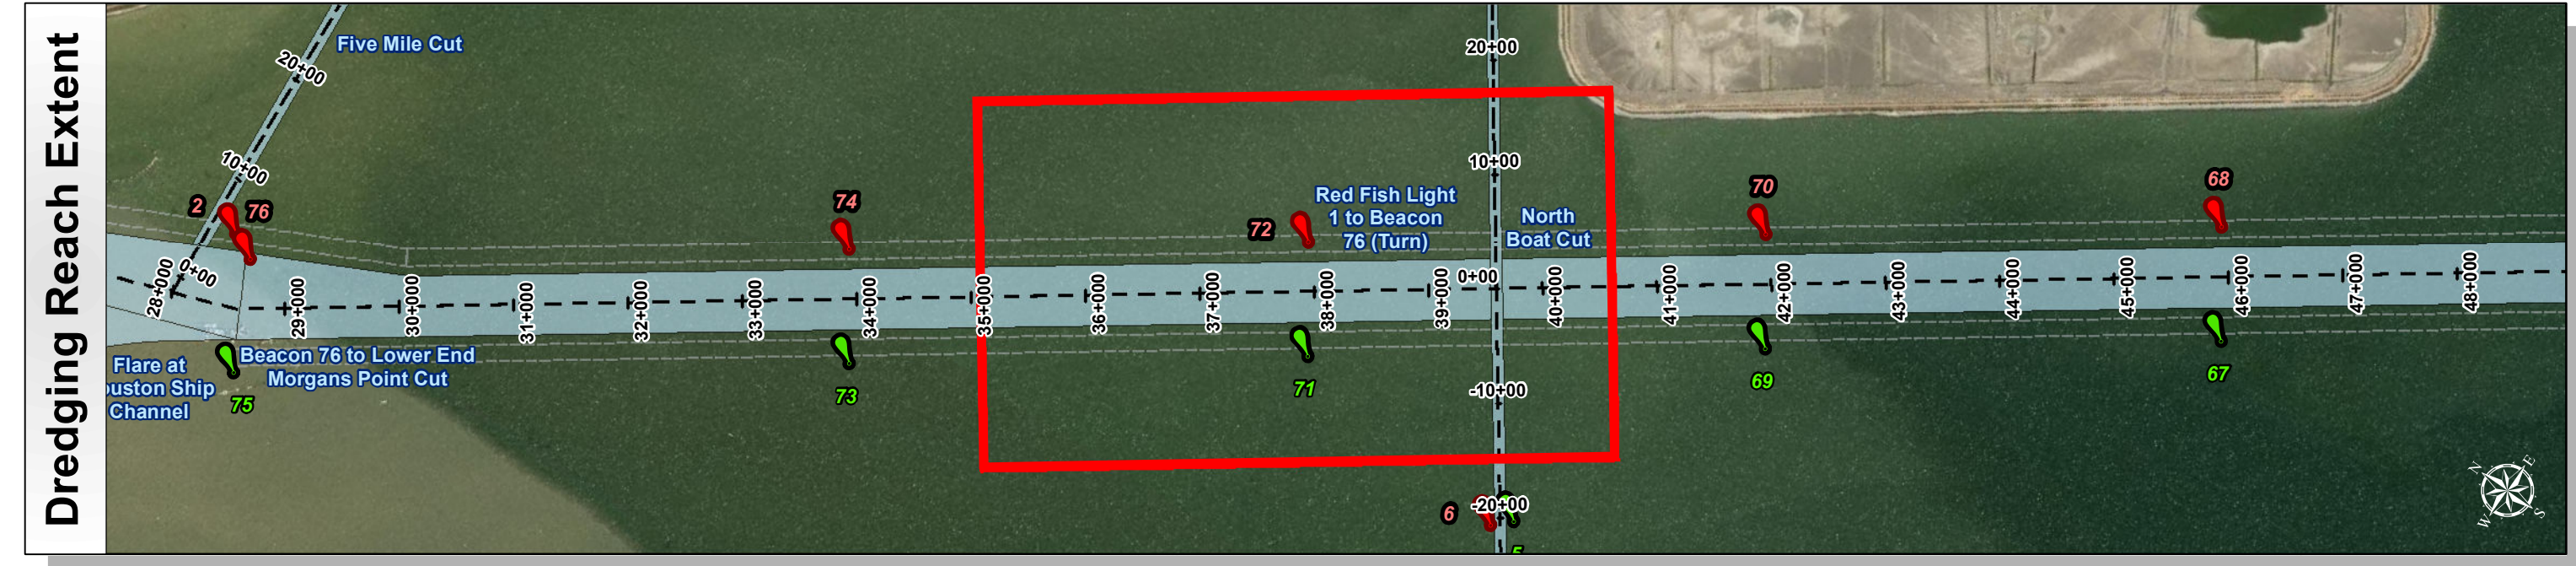 Dredging Reach Extent
Five Mile Cut
20+00
10+00
0+00
2
76
74
72
Red Fish Light
1 to Beacon
76 (Turn)
20+00
10+00
North
Boat Cut
0+00
70
68
28+000
29+000
30+000
31+000
32+000
33+000
34+000
35+000
36+000
37+000
38+000
39+000
40+000
41+000
42+000
43+000
44+000
45+000
46+000
47+000
48+000
Flare at
ouston Ship
Channel
Beacon 76 to Lower End
Morgans Point Cut
75
73
71
69
67
-10+00
-20+00
6
5
N
E
S
W